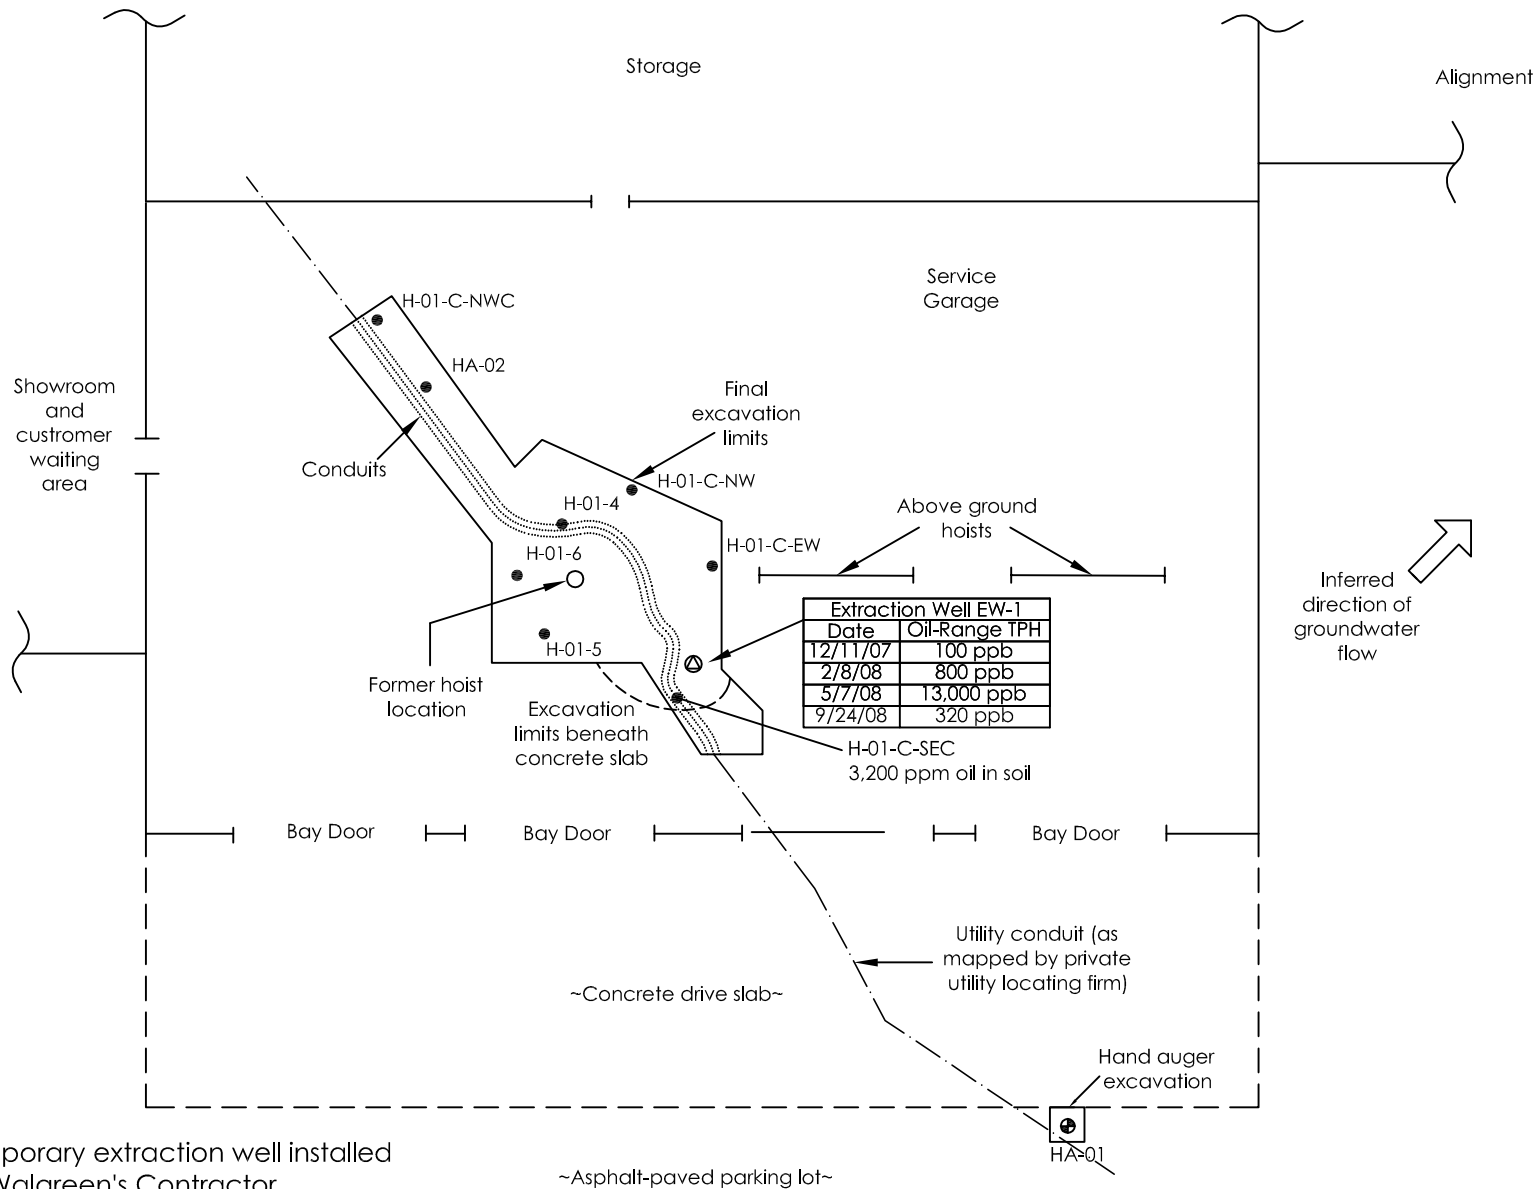 Storage
Alignment
Service
Garage
H-01-C-NWC
HA-02
Showroom
and
custromer
waiting
area
Final
excavation
limits
Conduits
H-01-C-NW
H-01-4
Above ground
hoists
H-01-C-EW
H-01-6
Inferred
direction of
groundwater
flow
Extraction Well EW-1
Date Oil-Range TPH
12/11/07 100 ppb
2/8/08 800 ppb
5/7/08 13,000 ppb
9/24/08 320 ppb
H-01-5
Former hoist
location
Excavation
limits beneath
concrete slab
H-01-C-SEC
3,200 ppm oil in soil
Bay Door
Bay Door
Bay Door
Utility conduit (as
mapped by private
utility locating firm)
~Concrete drive slab~
Hand auger
excavation
HA-01
porary extraction well installed
Walgreen's Contractor
~Asphalt-paved parking lot~